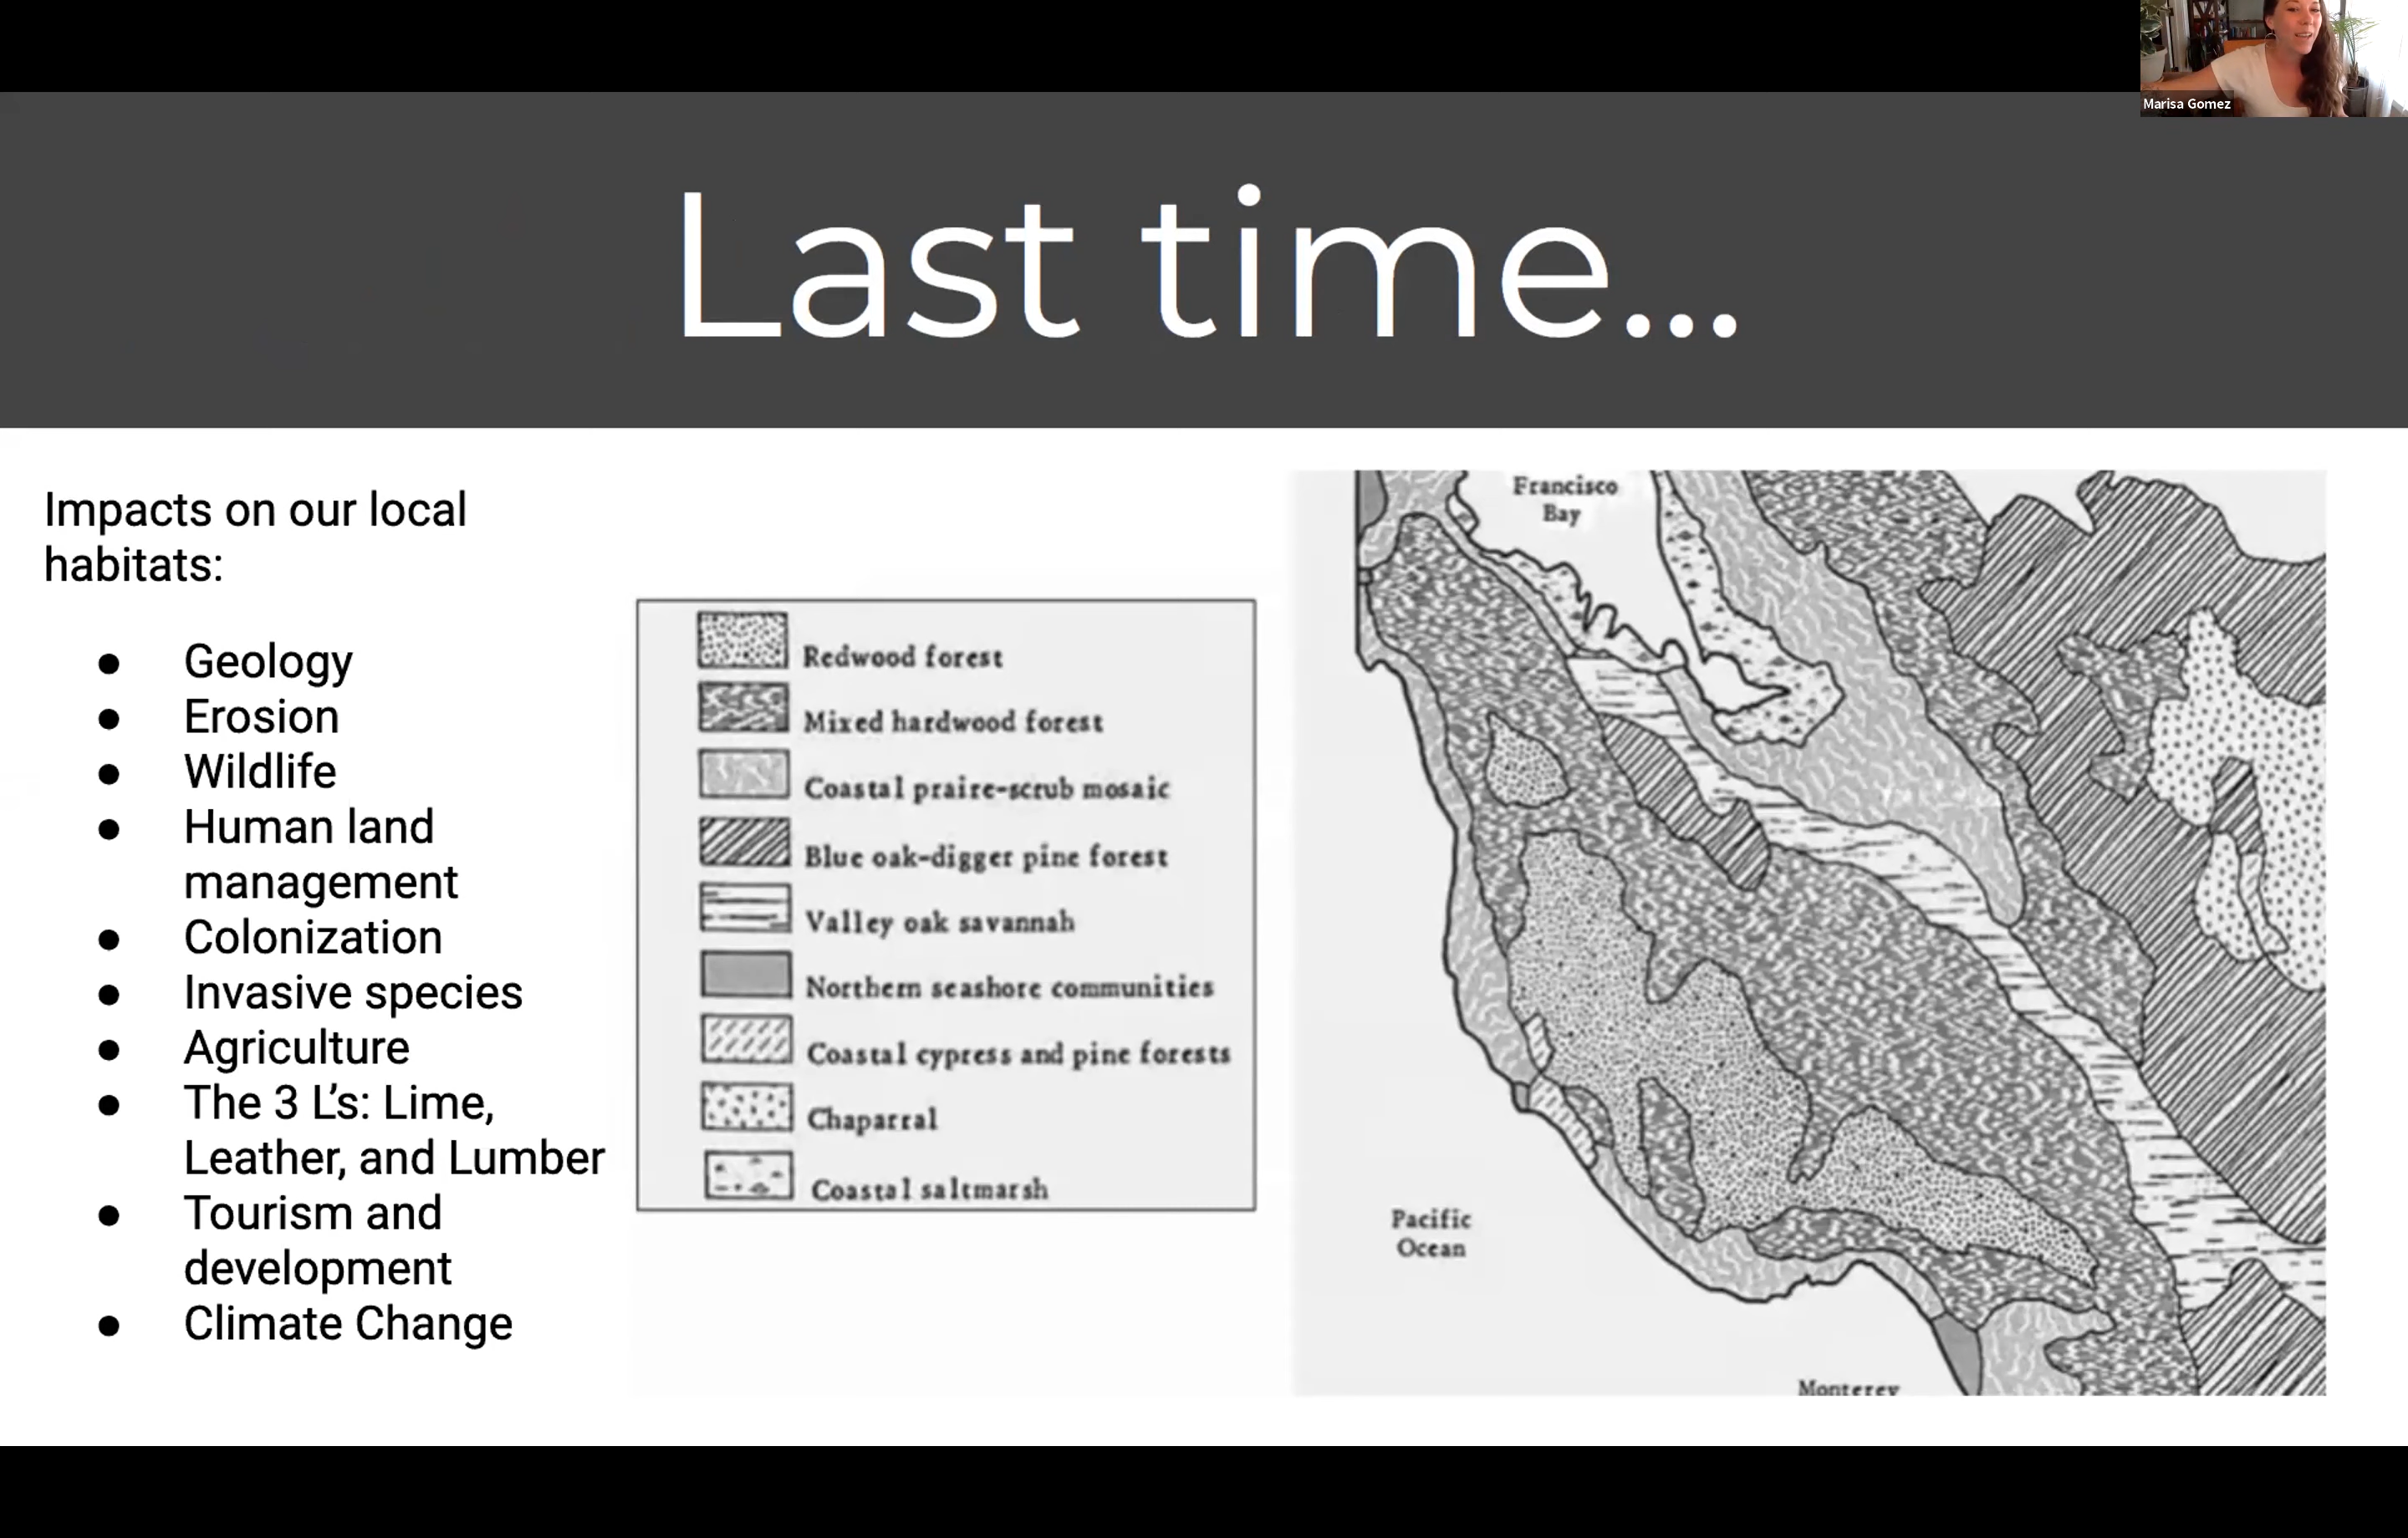 Marisa Gomez
Last time...
Impacts on our local
habitats:
● Geology
● Erosion
● Wildlife
● Human land
management
● Colonization
● Invasive species
● Agriculture
● The 3 L's: Lime,
Leather, and Lumber
● Tourism and
development
● Climate Change
Redwood forest
Mixed hardwood forest
Coastal praire-scrub mosaic
Blue oak-digger pine forest
Valley oak savannah
Northern seashore communities
Coastal cypress and pine forests
Chaparral
Coastal saltmarsh
Francisco
Bay
Pacific
Ocean
Monterey